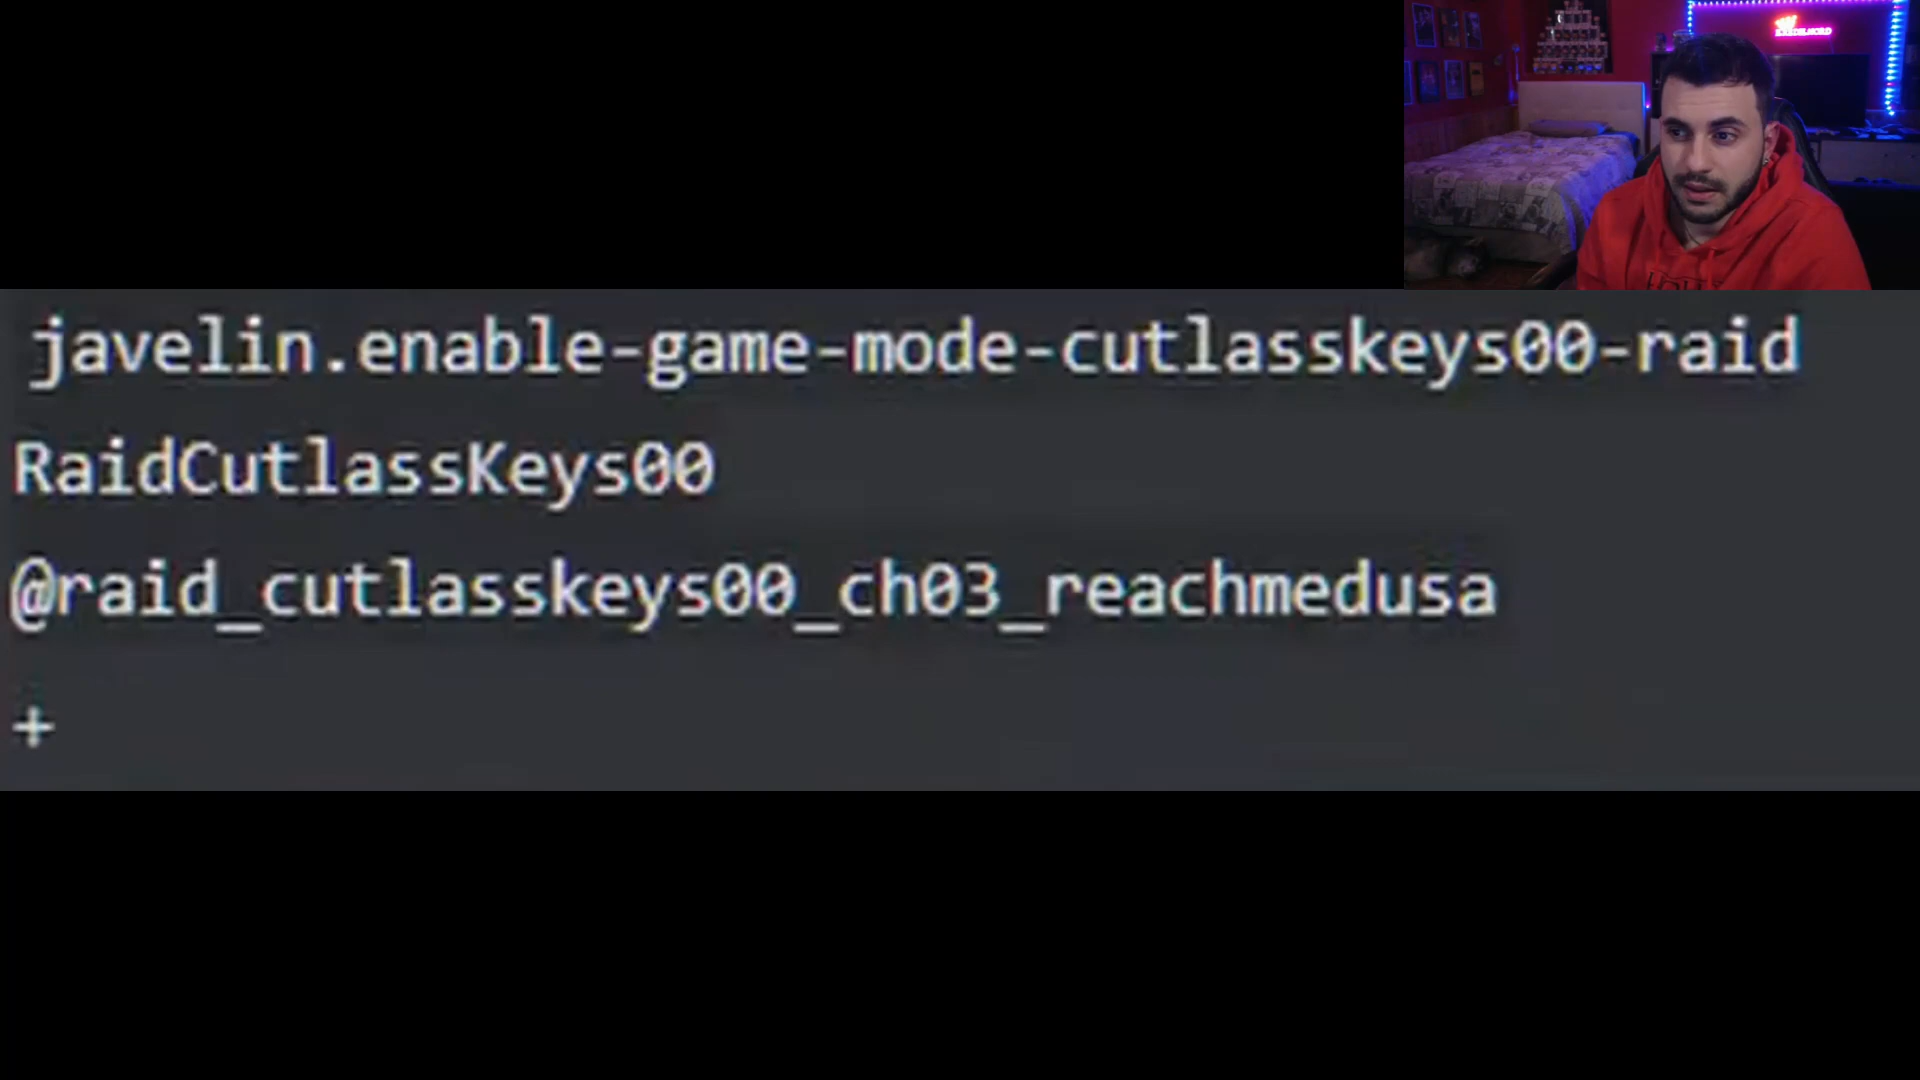 javelin.enable-game-mode-cutlasskeys00-raid
RaidCutlassKeys00
@raid_cutlasskeys00_ch03_reachmedusa
+